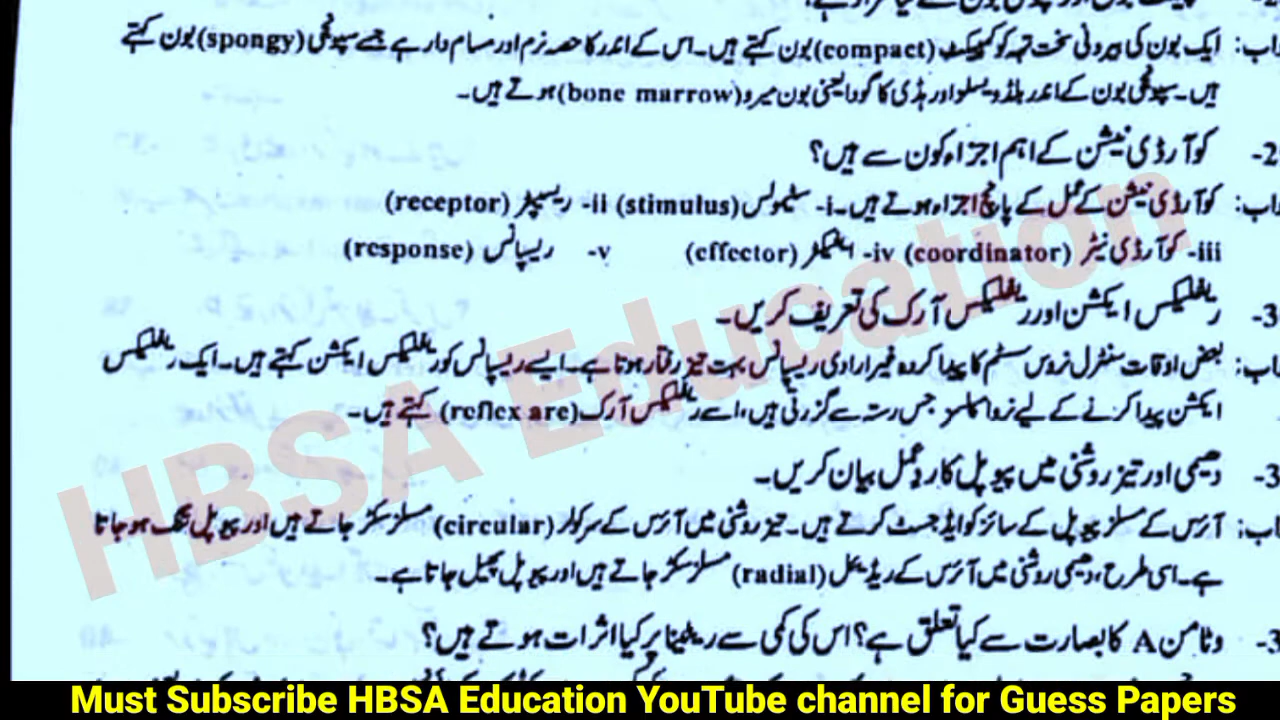 اب: ایک بون کی بیرونی سخت تہہ کو کمپیکٹ (compact) بون کہتے ہیں۔ اس کے اندر کا حصہ نرم اور مسام دار ہے جسے سپونجی (spongy) بون کہتے
ہیں۔ سپونجی بون کے اندر بلڈ ویسلز اور ہڈی کا گودا یعنی بون میرو (bone marrow) ہوتے ہیں۔
2- کوآرڈی نیشن کے اہم اجزاء کون سے ہیں؟
اب: کوآرڈی نیشن کے عمل کے پانچ اجزاء ہوتے ہیں۔ i- سٹیمولس (stimulus) ii- ریسیپٹر (receptor)
iii- کوآرڈی نیٹر (coordinator) iv- ایفیکٹر (effector) v- ریسپانس (response)
3- ریفلیکس ایکشن اور ریفلیکس آرک کی تعریف کریں۔
اب: بعض اوقات سنٹرل نروس سسٹم کا پیدا کردہ غیر ارادی ریسپانس بہت تیز رفتار ہوتا ہے۔ ایسے ریسپانس کو ریفلیکس ایکشن کہتے ہیں۔ ایک ریفلیکس
ایکشن پیدا کرنے کے لیے نرو امپلسز جس رستہ سے گزرتی ہیں، اسے ریفلیکس آرک (reflex are) کہتے ہیں۔
3- دھیمی اور تیز روشنی میں پیوپل کا ردِعمل بیان کریں۔
اب: آئرس کے مسلز پیوپل کے سائز کو ایڈجسٹ کرتے ہیں۔ تیز روشنی میں آئرس کے سرکولر (circular) مسلز سکڑ جاتے ہیں اور پیوپل تنگ ہو جاتا
ہے۔ اسی طرح، دھیمی روشنی میں آئرس کے ریڈیئل (radial) مسلز سکڑ جاتے ہیں اور پیوپل پھیل جاتا ہے۔
3- وٹامن A کا بصارت سے کیا تعلق ہے؟ اس کی کمی سے ریٹینا پر کیا اثرات ہوتے ہیں؟
HBSA Education
Must Subscribe HBSA Education YouTube channel for Guess Papers